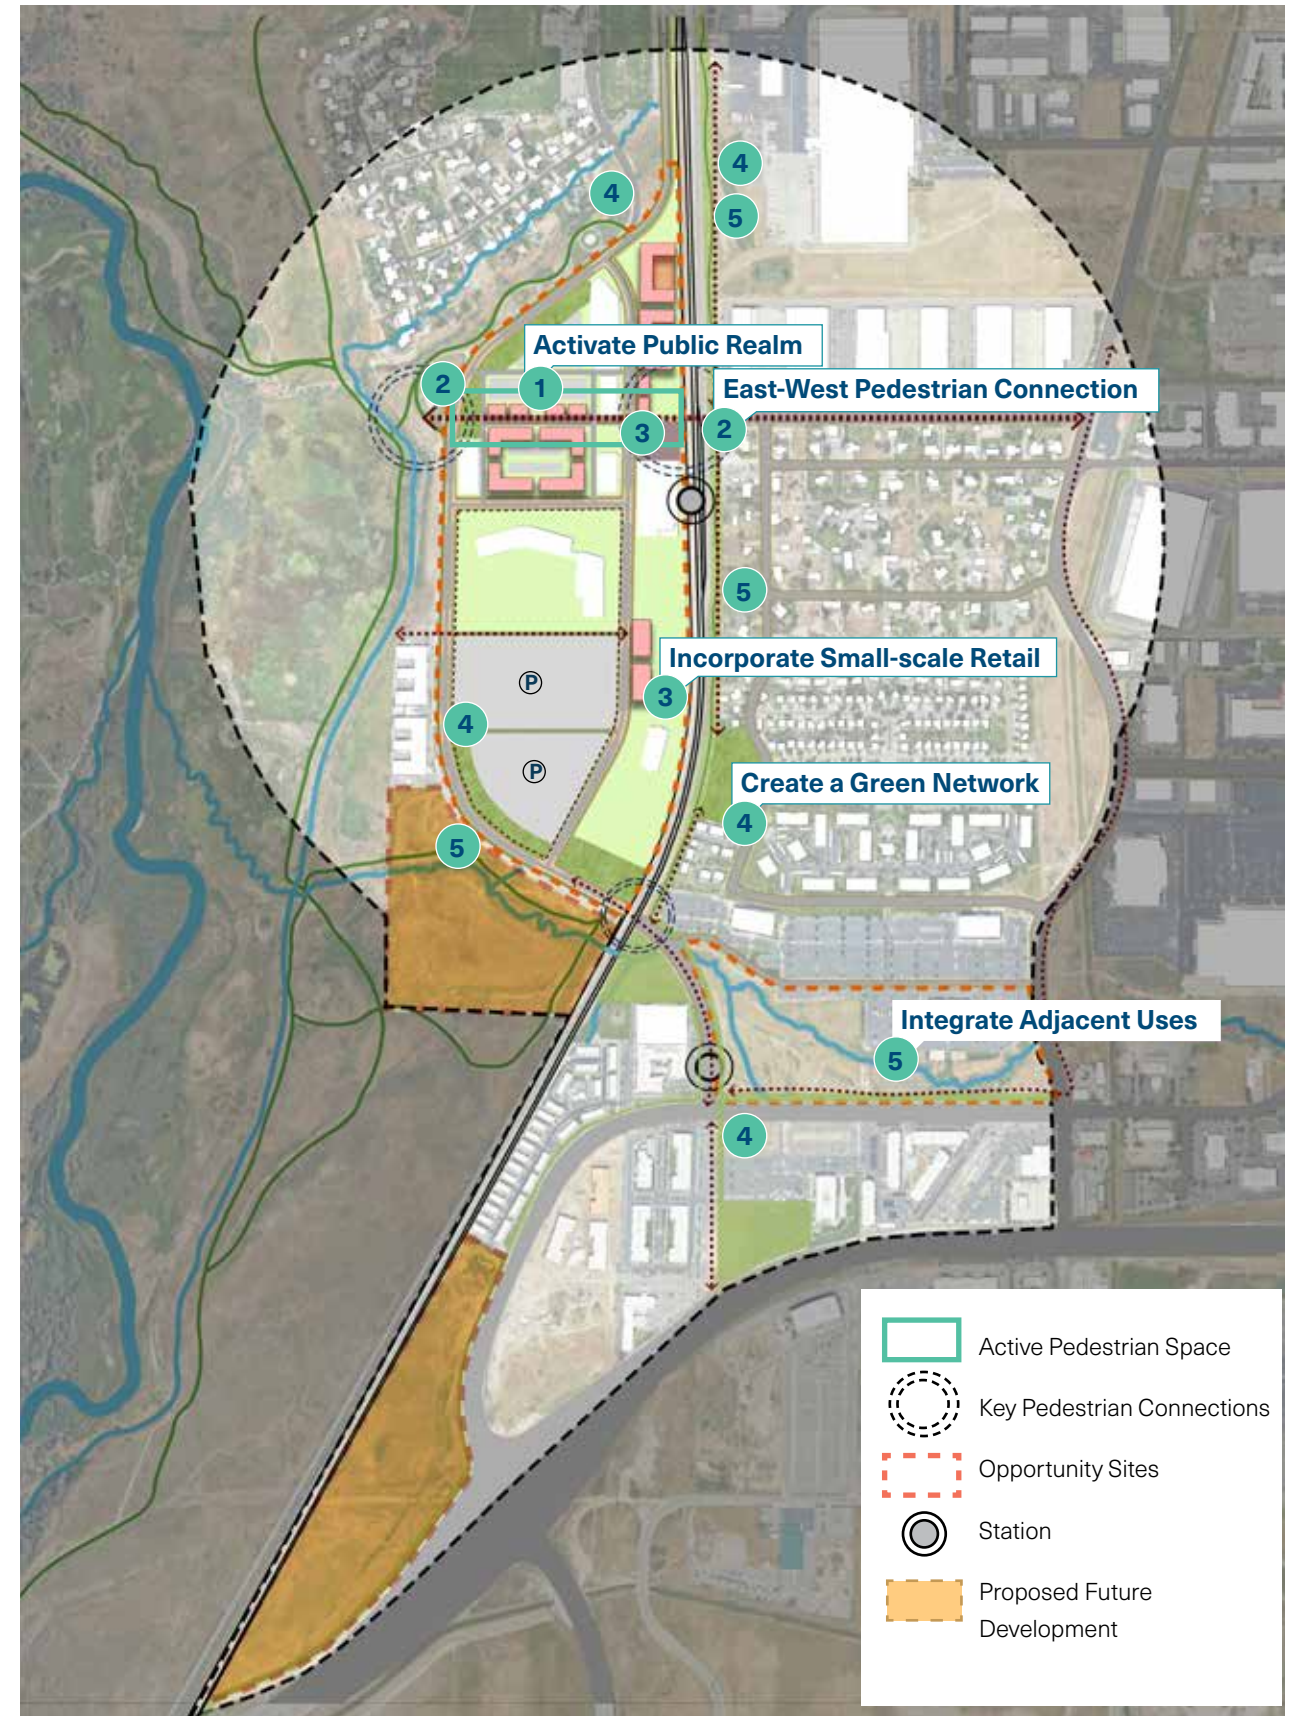 4
4
5
Activate Public Realm
2
1
East-West Pedestrian Connection
3
2
5
Incorporate Small-scale Retail
P
3
4
P
Create a Green Network
4
5
Integrate Adjacent Uses
5
4
Active Pedestrian Space
Key Pedestrian Connections
Opportunity Sites
Station
Proposed Future
Development